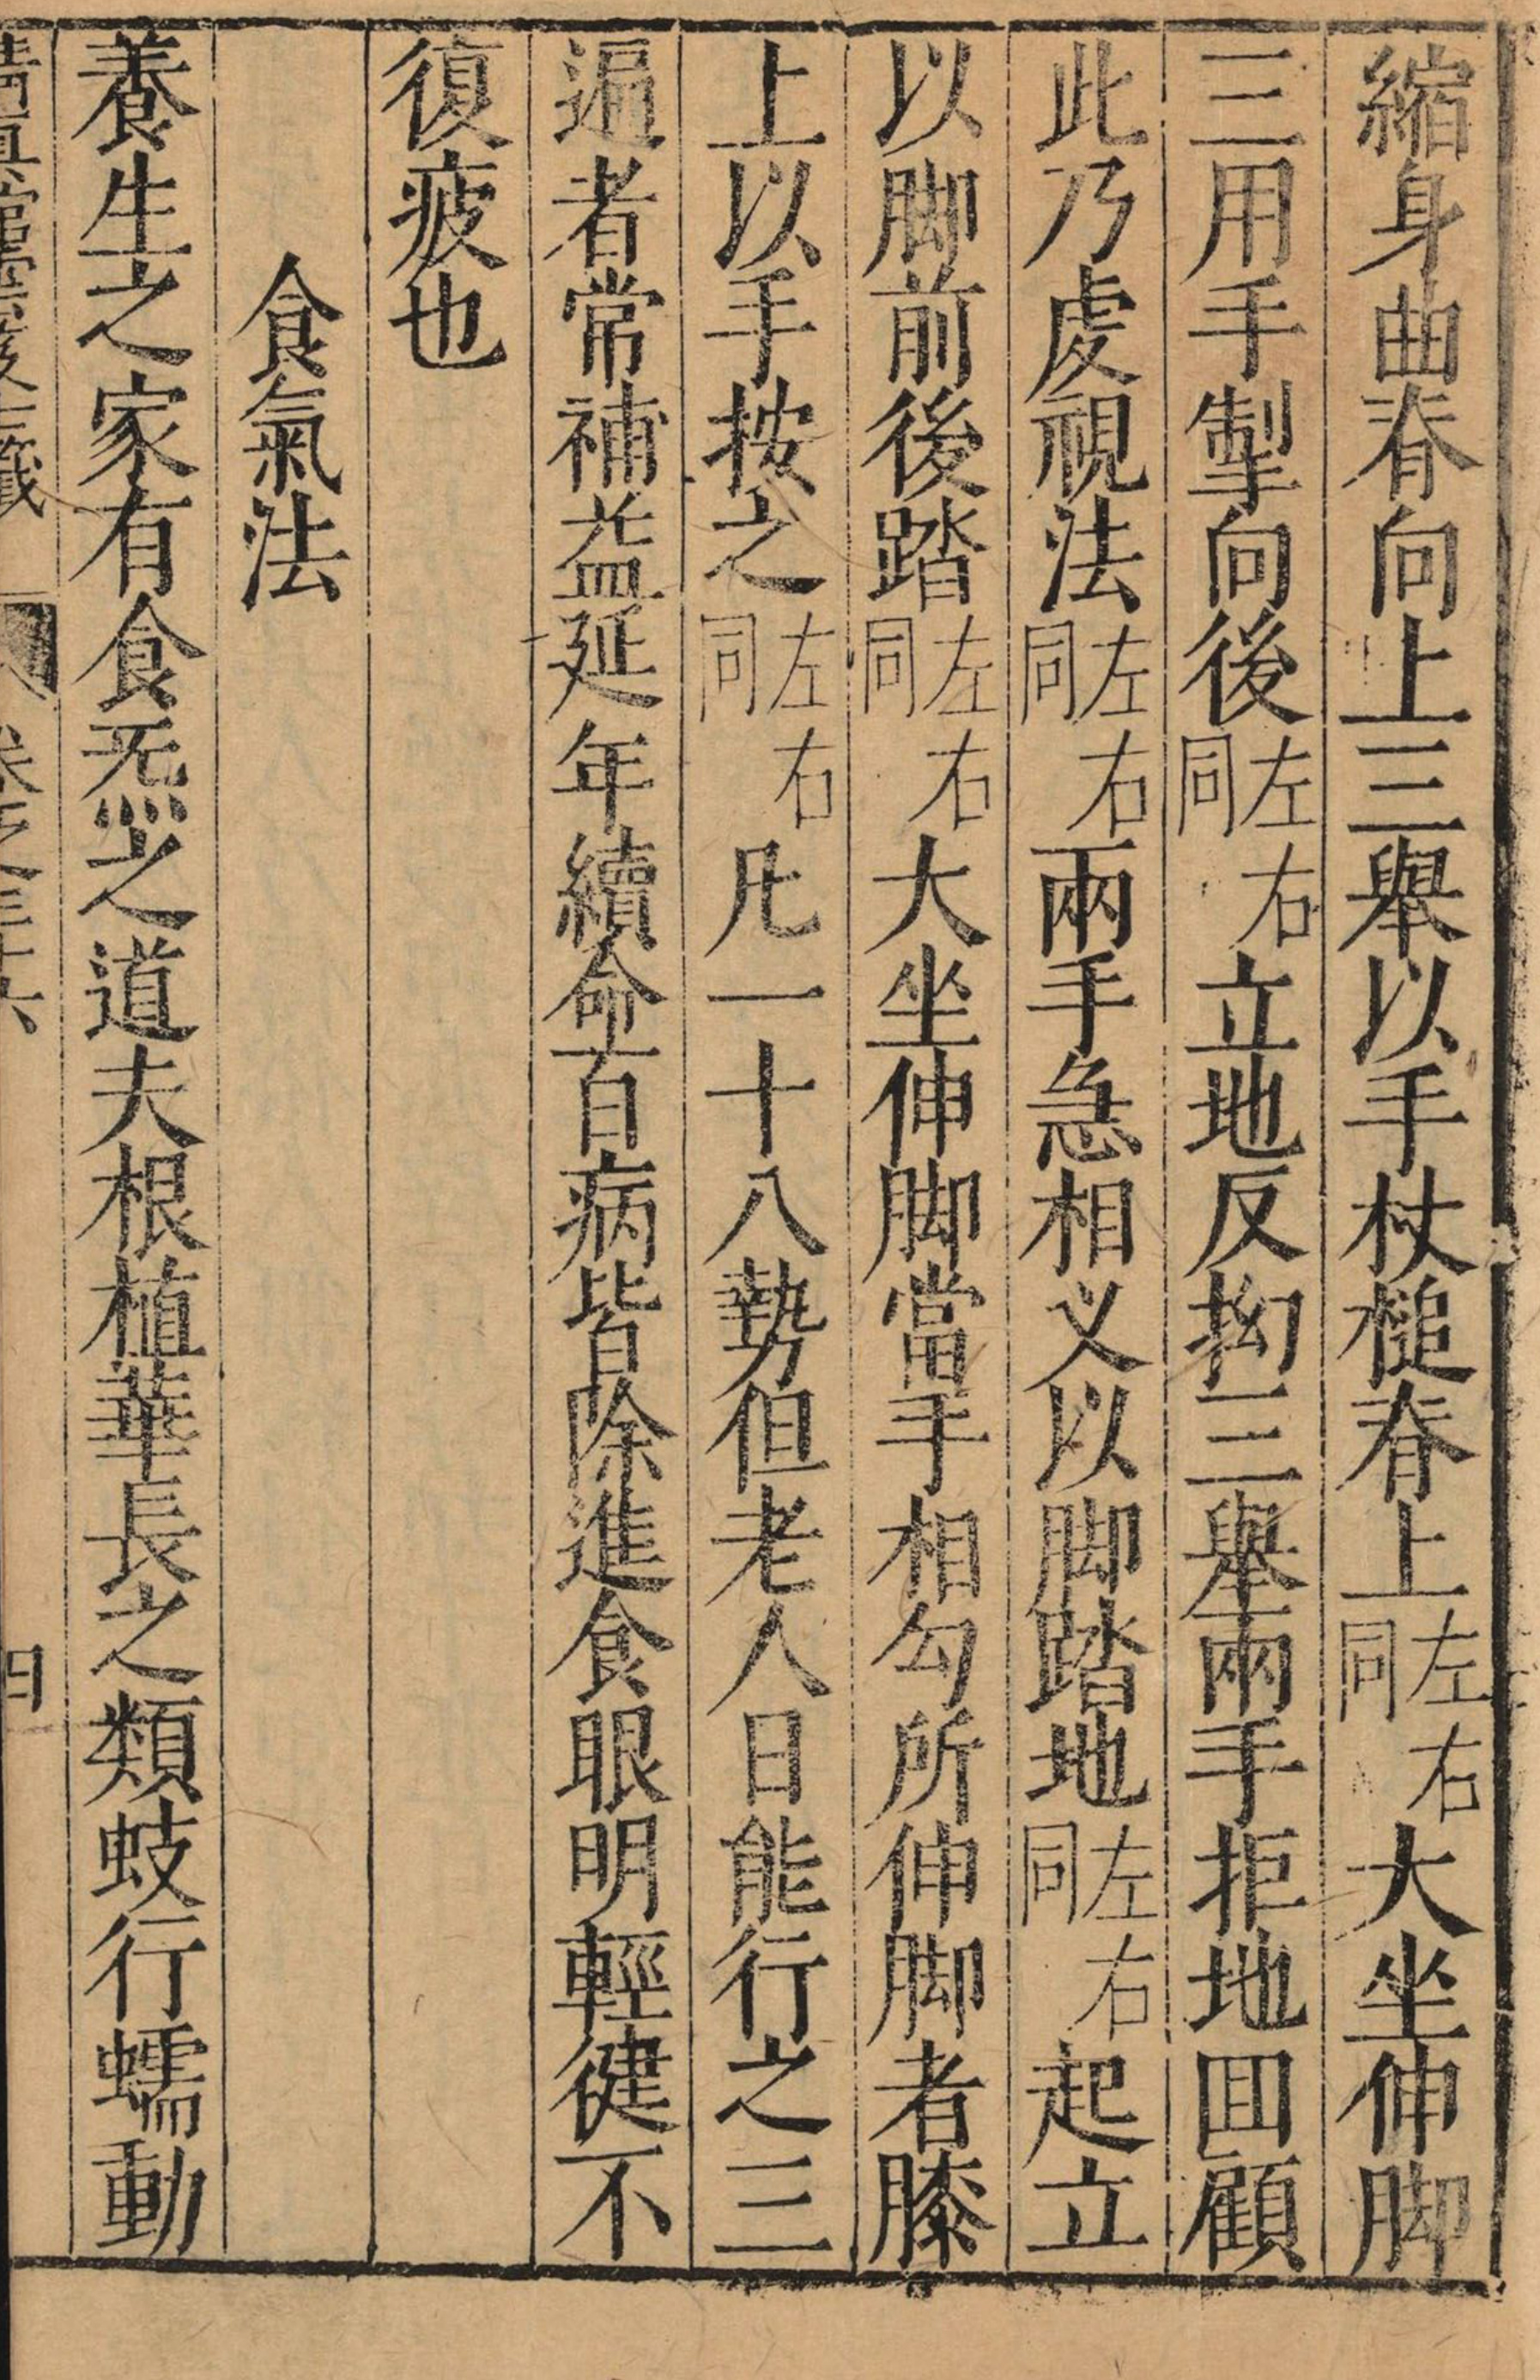 縮身曲脊向上三舉以手杖槌脊上左右同大坐伸脚
三用手掣向後左右同立地反拗三舉兩手拒地回顧
此乃虔視法左右同兩手急相义以脚踏地左右同起立
以脚前後踏左右同大坐伸脚當手相勾所伸脚者膝
上以手按之左右同凡一十八勢但老人日能行之三
遍者常補益延年續命百病皆除進食眼明輕健不
復疲也
食氣法
養生之家有食炁之道夫根植華長之類蚑行蠕動
卷之三十六
四